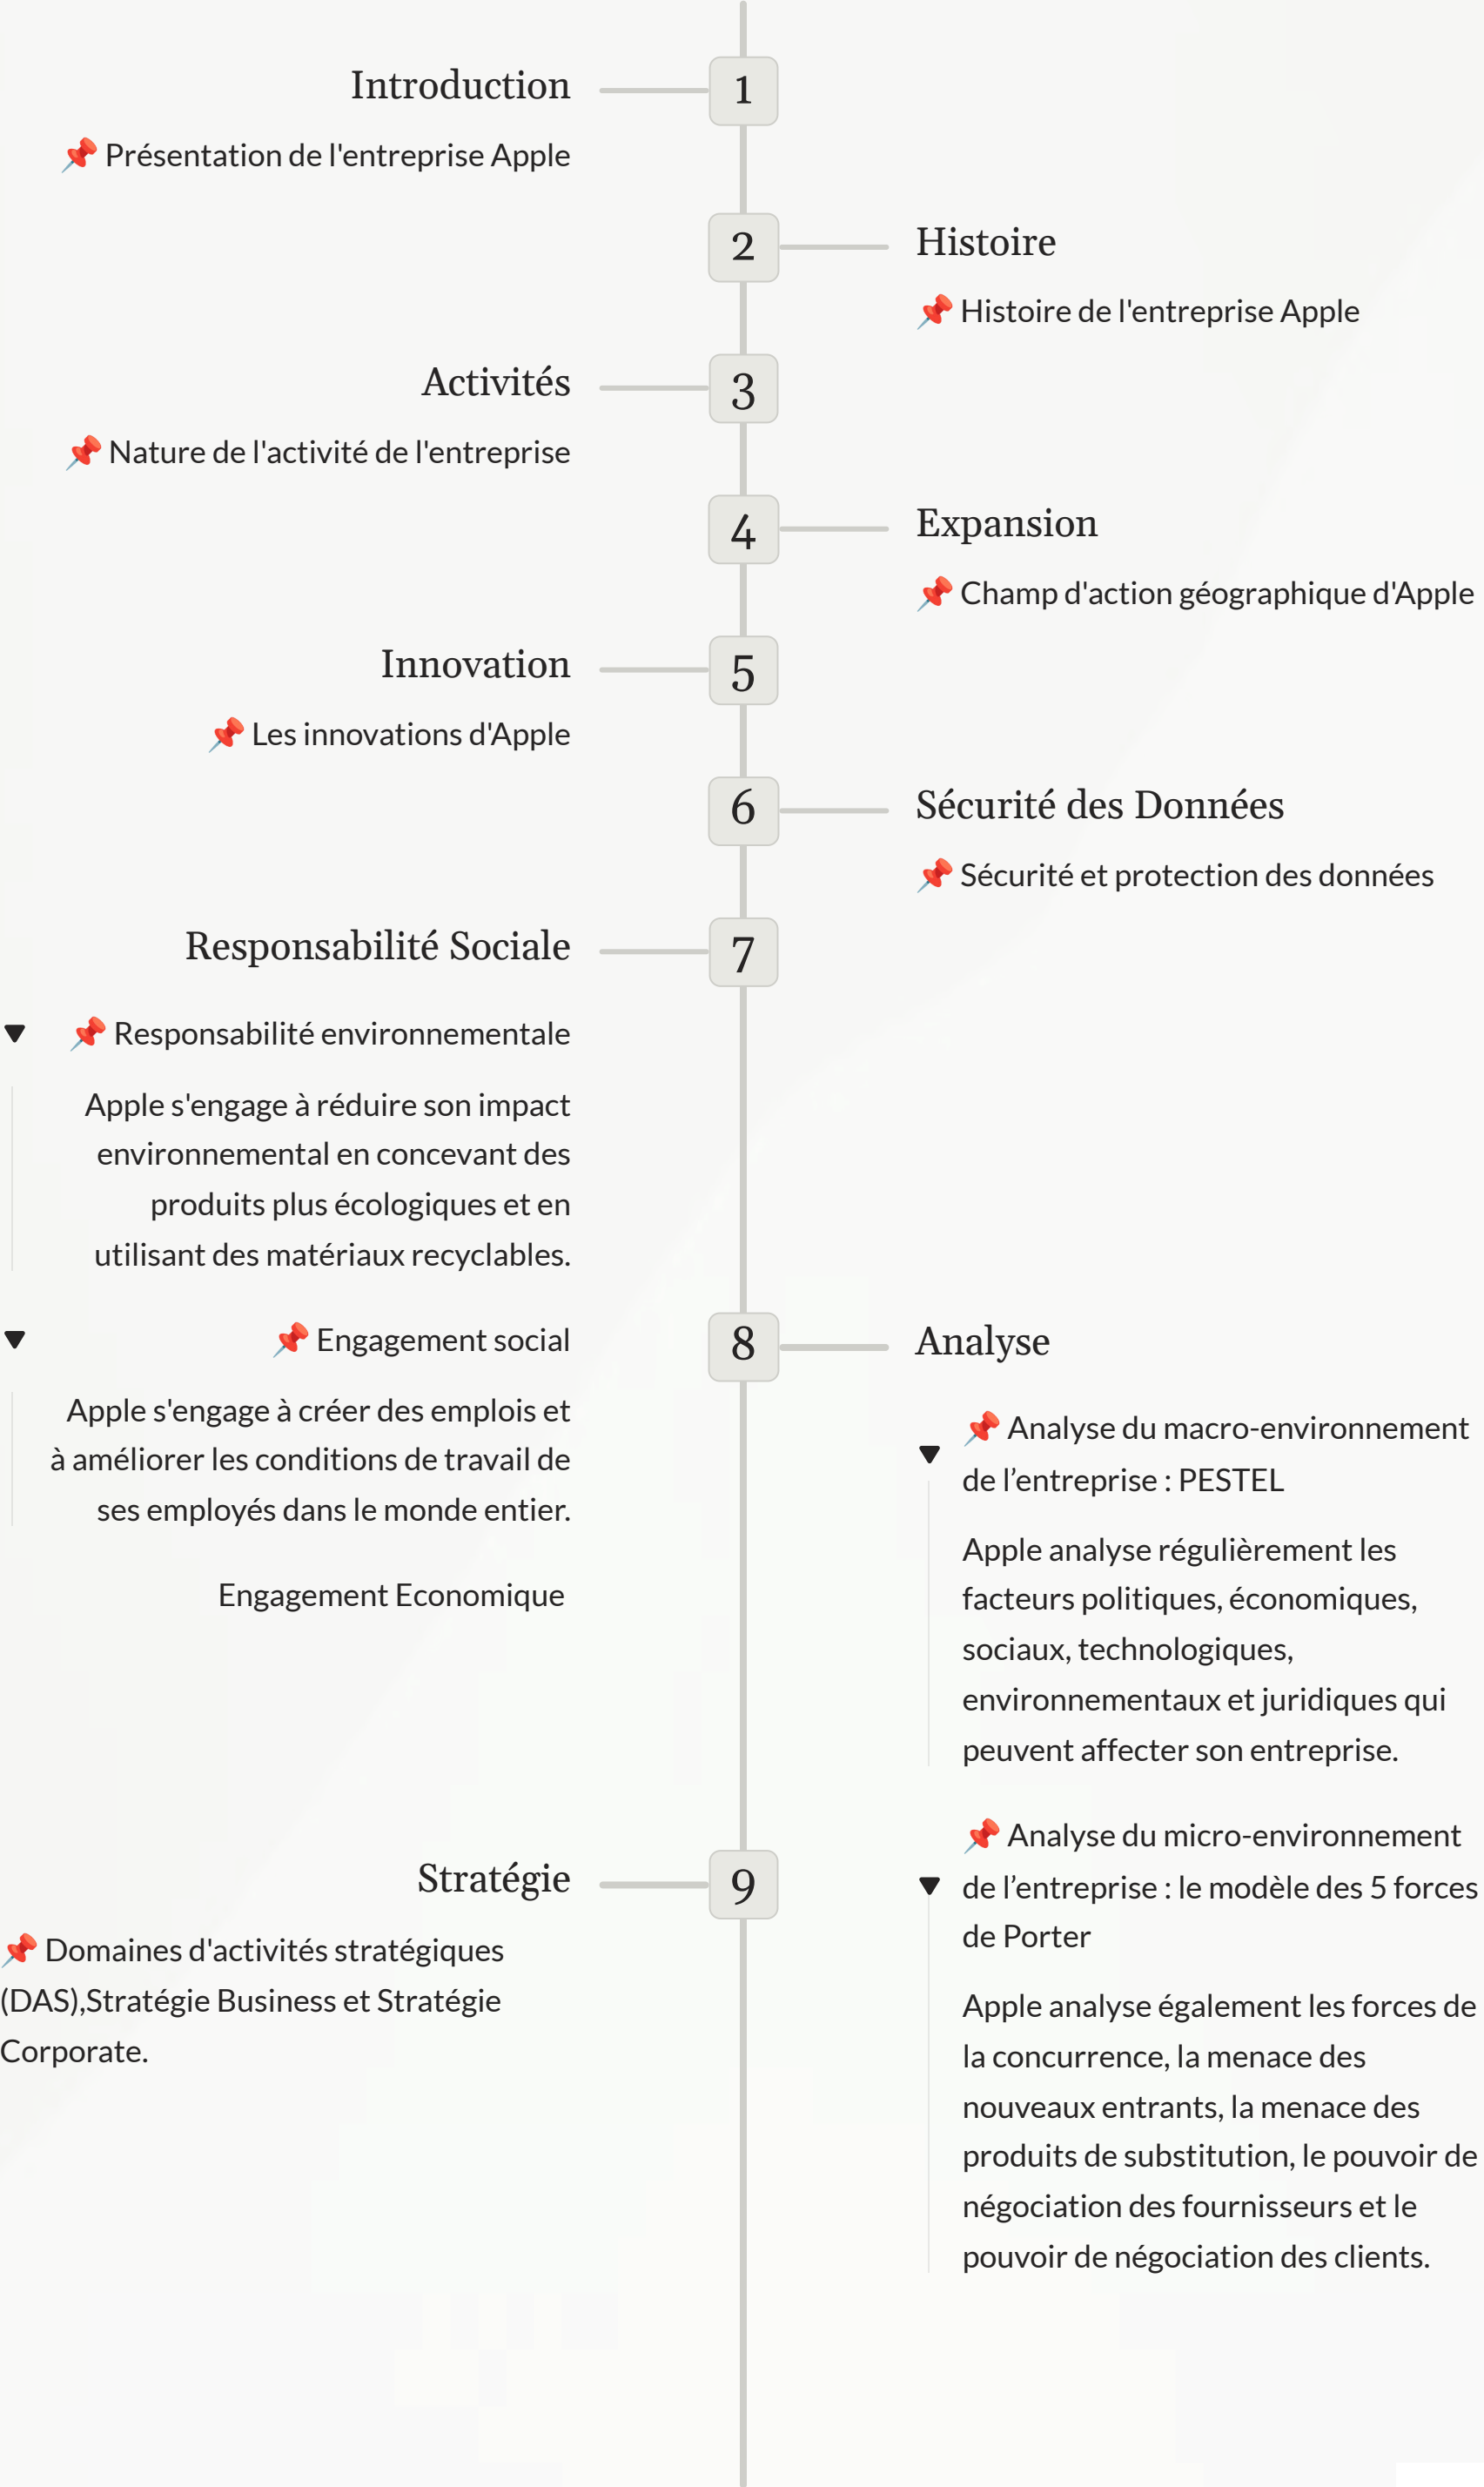 1
Introduction
📌 Présentation de l'entreprise Apple
2
Histoire
📌 Histoire de l'entreprise Apple
3
Activités
📌 Nature de l'activité de l'entreprise
4
Expansion
📌 Champ d'action géographique d'Apple
5
Innovation
📌 Les innovations d'Apple
6
Sécurité des Données
📌 Sécurité et protection des données
7
Responsabilité Sociale
📌 Responsabilité environnementale
Apple s'engage à réduire son impact
environnemental en concevant des
produits plus écologiques et en
utilisant des matériaux recyclables.
📌 Engagement social
Apple s'engage à créer des emplois et
à améliorer les conditions de travail de
ses employés dans le monde entier.
Engagement Economique
8
Analyse
📌 Analyse du macro-environnement
de l’entreprise : PESTEL
Apple analyse régulièrement les
facteurs politiques, économiques,
sociaux, technologiques,
environnementaux et juridiques qui
peuvent affecter son entreprise.
📌 Analyse du micro-environnement
de l’entreprise : le modèle des 5 forces
de Porter
Apple analyse également les forces de
la concurrence, la menace des
nouveaux entrants, la menace des
produits de substitution, le pouvoir de
négociation des fournisseurs et le
pouvoir de négociation des clients.
9
Stratégie
📌 Domaines d'activités stratégiques
(DAS),Stratégie Business et Stratégie
Corporate.